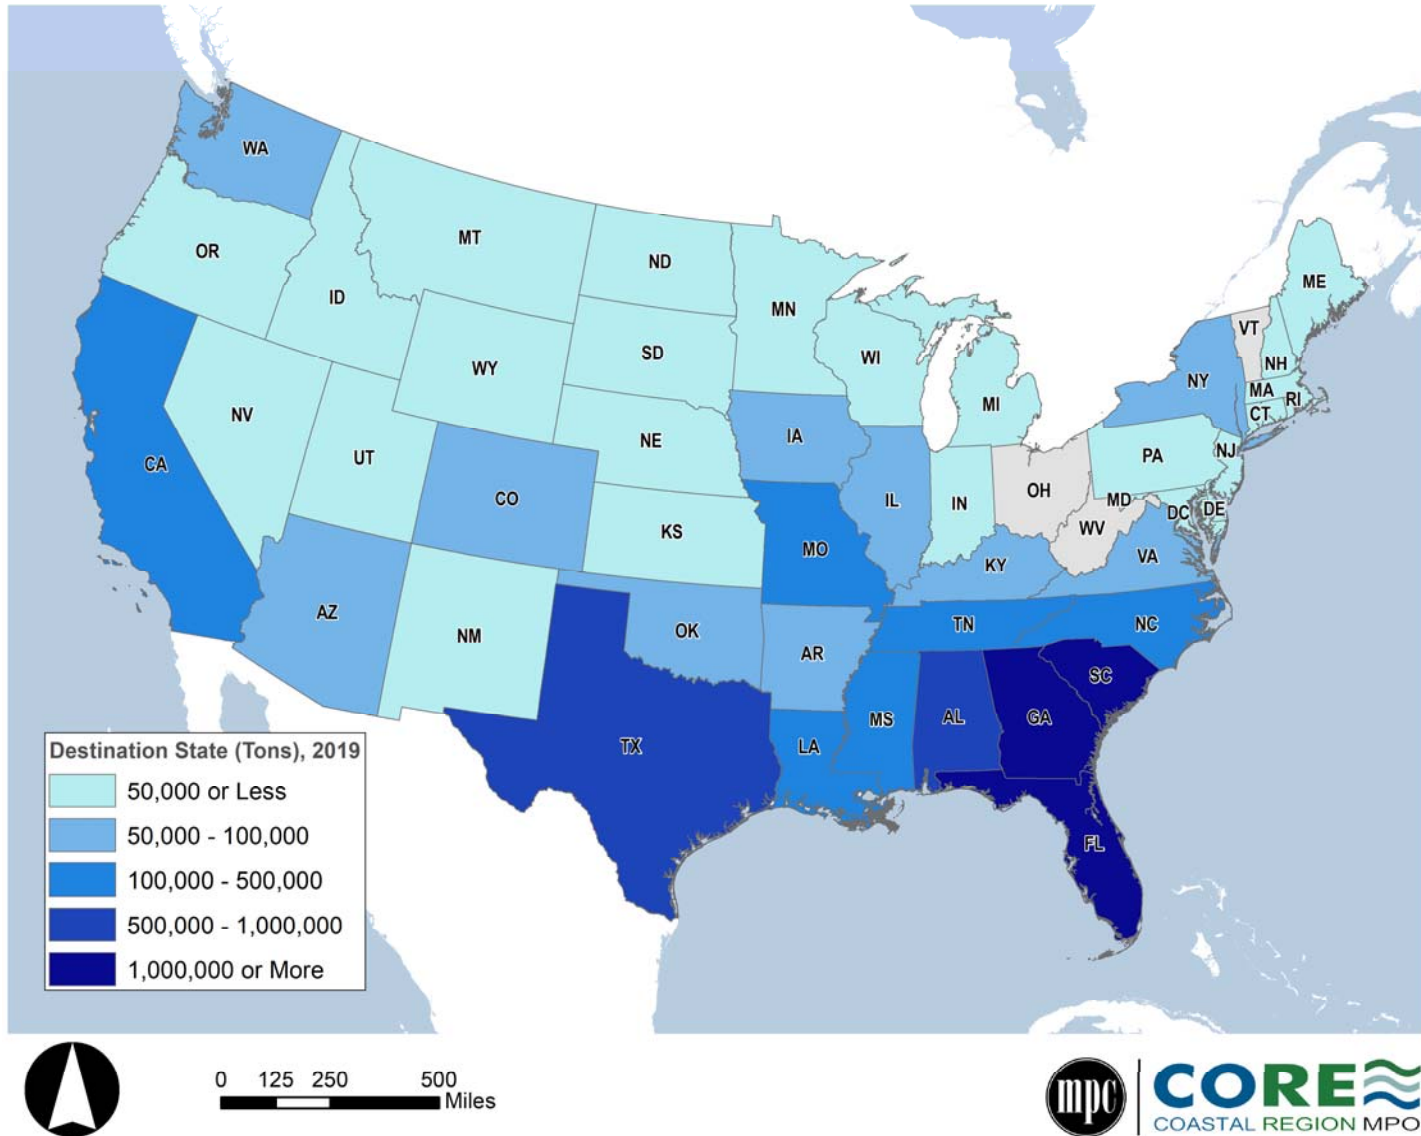 WA
OR
ID
MT
ND
MN
WI
MI
SD
WY
NV
UT
NE
IA
CA
CO
KS
MO
IL
IN
OH
PA
NY
VT
ME
NH
MA
RI
CT
NJ
MD
DC
DE
WV
VA
KY
AZ
NM
OK
AR
TN
NC
SC
MS
AL
GA
TX
LA
FL
Destination State (Tons), 2019
50,000 or Less
50,000 - 100,000
100,000 - 500,000
500,000 - 1,000,000
1,000,000 or More
0 125 250 500
Miles
mpc
CORE
COASTAL REGION MPO